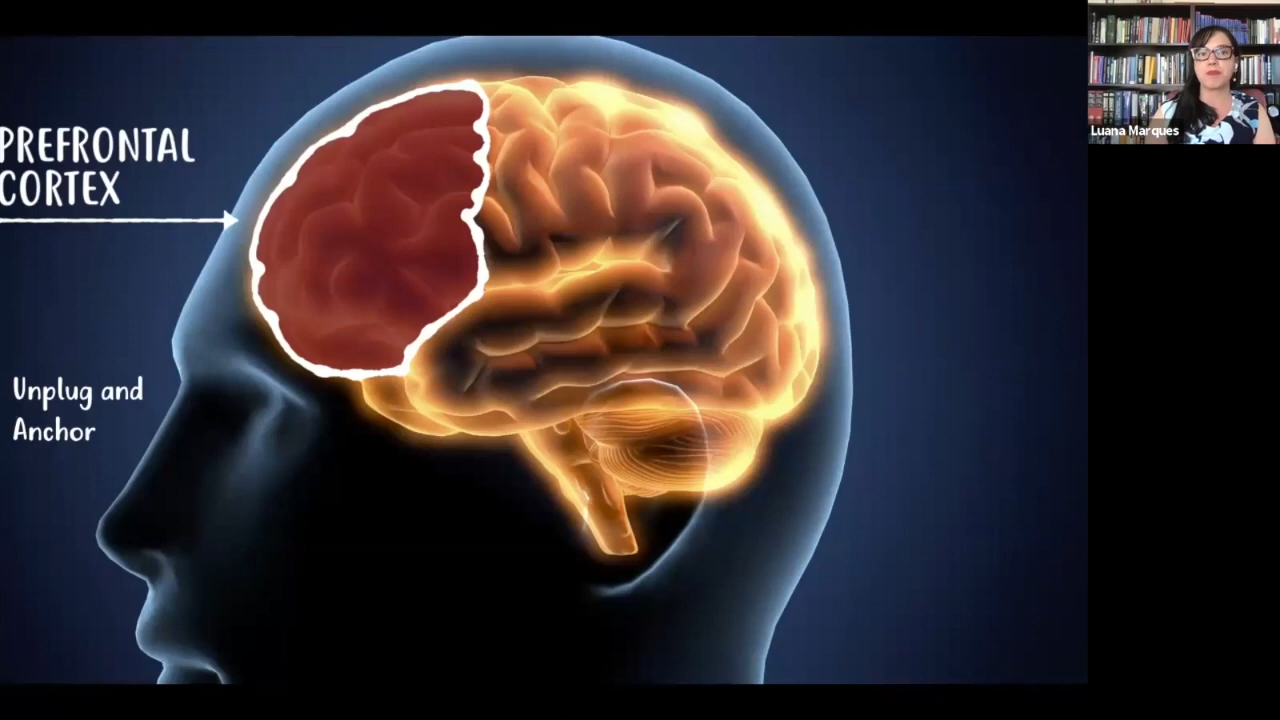 PREFRONTAL
CORTEX
Unplug and
Anchor
Luana Marques